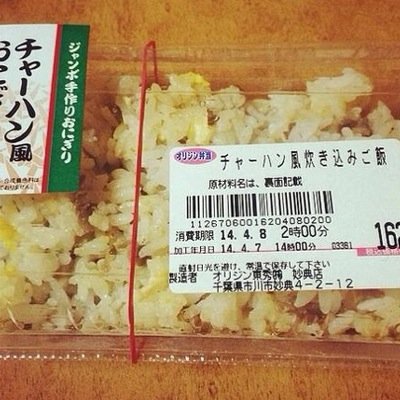 ジャンボ手作りおにぎり
チャーハン風
オリジン弁当
チャーハン風炊き込みご飯
原材料名は、裏面記載
11267060016204080200
消費期限 14.4.8 2時00分
加工年月日 14.4.7 14時00分 03361
直射日光を避け、常温で保存して下さい
製造者 オリジン東秀㈱ 妙典店
千葉県市川市妙典4-2-12
162